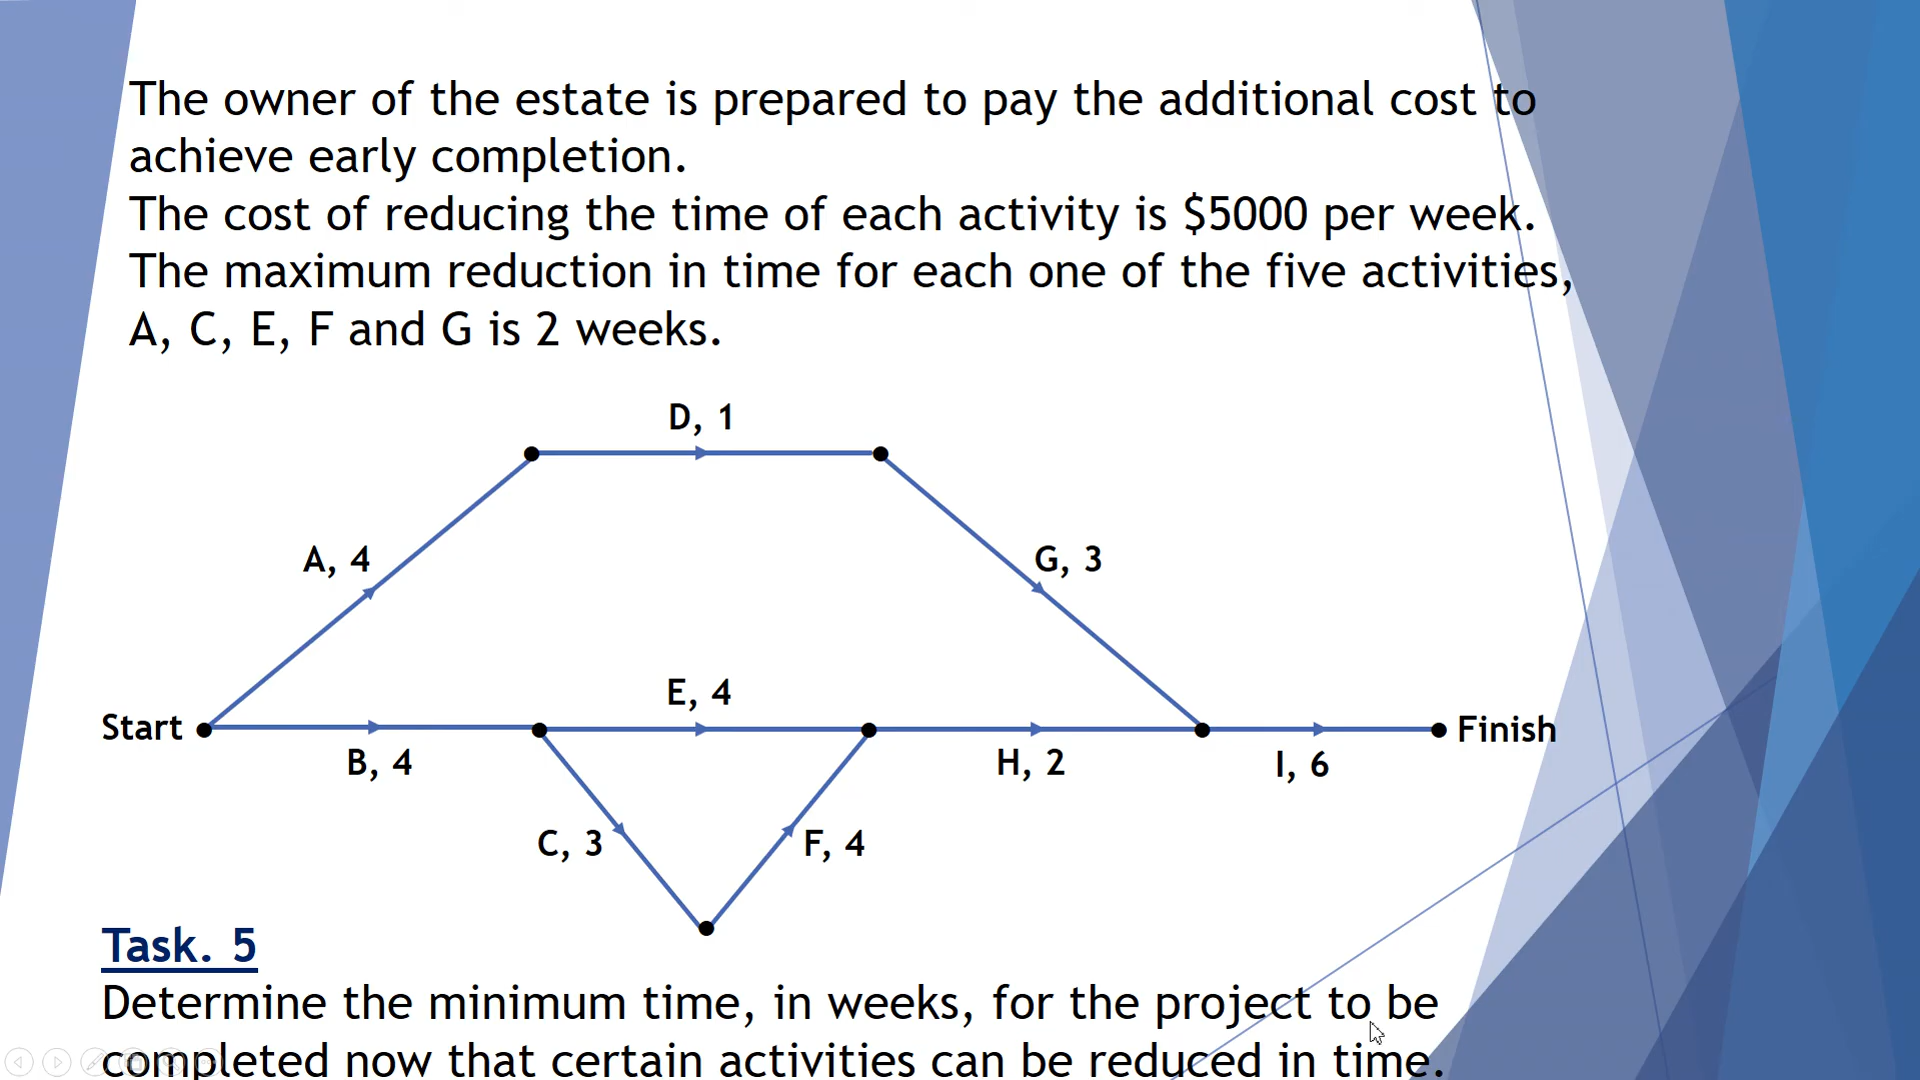 The owner of the estate is prepared to pay the additional cost to
achieve early completion.
The cost of reducing the time of each activity is $5000 per week.
The maximum reduction in time for each one of the five activities,
A, C, E, F and G is 2 weeks.
D, 1
A, 4
G, 3
E, 4
Start
Finish
B, 4
H, 2
I, 6
C, 3
F, 4
Task. 5
Determine the minimum time, in weeks, for the project to be
completed now that certain activities can be reduced in time.